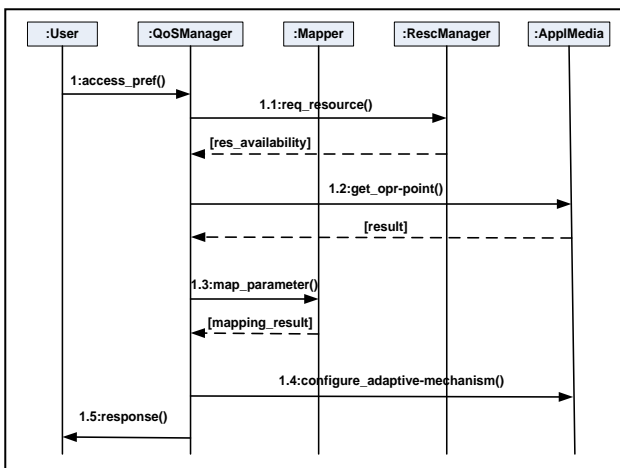 :User
:QoSManager
:Mapper
:RescManager
:ApplMedia
1:access_pref()
1.1:req_resource()
[res_availability]
1.2:get_opr-point()
[result]
1.3:map_parameter()
[mapping_result]
1.4:configure_adaptive-mechanism()
1.5:response()